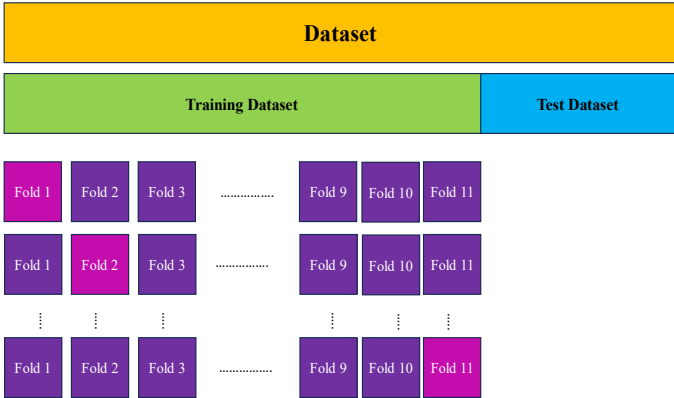 Dataset
Training Dataset Test Dataset
Fold 1 Fold 2 Fold 3 ................ Fold 9 Fold 10 Fold 11
Fold 1 Fold 2 Fold 3 ................ Fold 9 Fold 10 Fold 11
Fold 1 Fold 2 Fold 3 ................ Fold 9 Fold 10 Fold 11